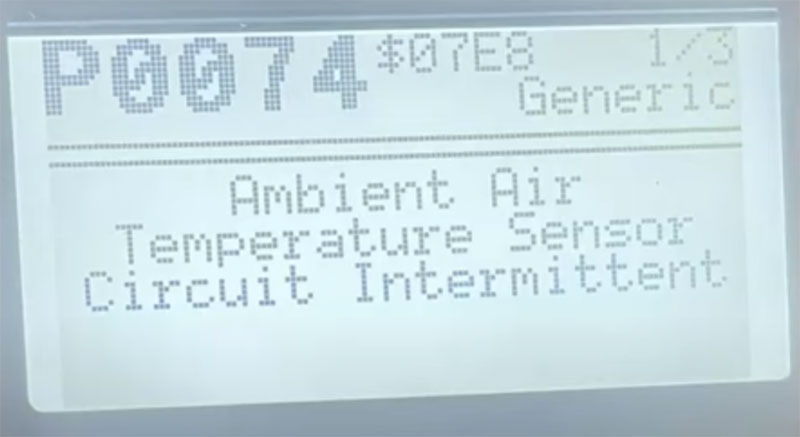 P0074 $07E8 1/3
Generic
Ambient Air
Temperature Sensor
Circuit Intermittent